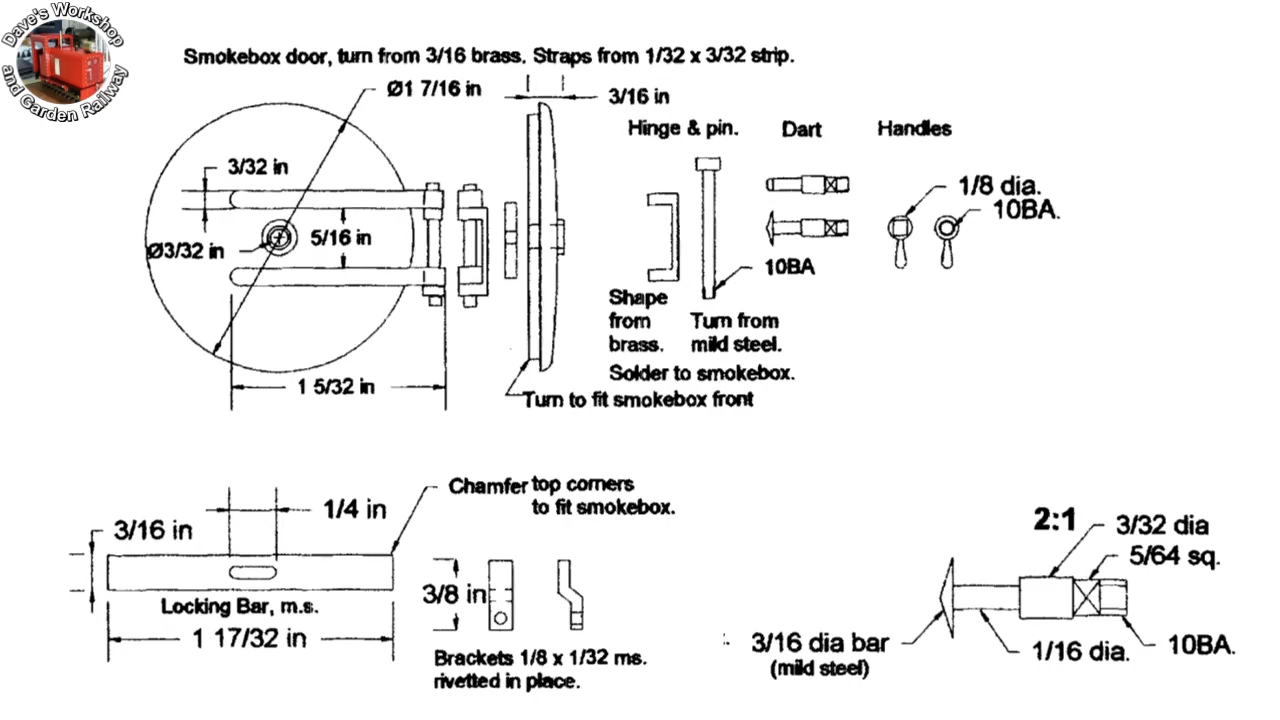 Dave's Workshop
and Garden Railway
Smokebox door, turn from 3/16 brass. Straps from 1/32 x 3/32 strip.
Ø1 7/16 in
3/16 in
Hinge & pin.
Dart
Handles
3/32 in
1/8 dia.
10BA.
Ø3/32 in
5/16 in
10BA
Shape
from
brass.
Turn from
mild steel.
Solder to smokebox.
1 5/32 in
Turn to fit smokebox front
Chamfer top corners
to fit smokebox.
1/4 in
3/16 in
Locking Bar, m.s.
1 17/32 in
3/8 in
Brackets 1/8 x 1/32 ms.
rivetted in place.
2:1
3/32 dia
5/64 sq.
3/16 dia bar
(mild steel)
1/16 dia.
10BA.